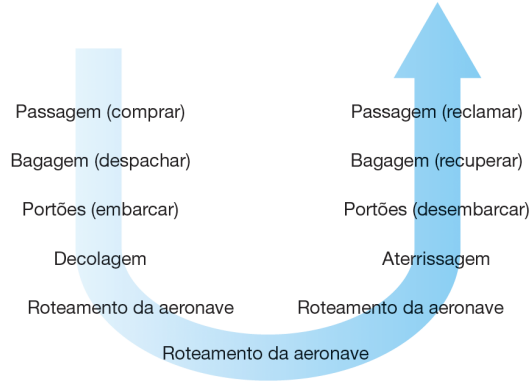 Passagem (comprar)
Bagagem (despachar)
Portões (embarcar)
Decolagem
Roteamento da aeronave
Roteamento da aeronave
Passagem (reclamar)
Bagagem (recuperar)
Portões (desembarcar)
Aterrissagem
Roteamento da aeronave